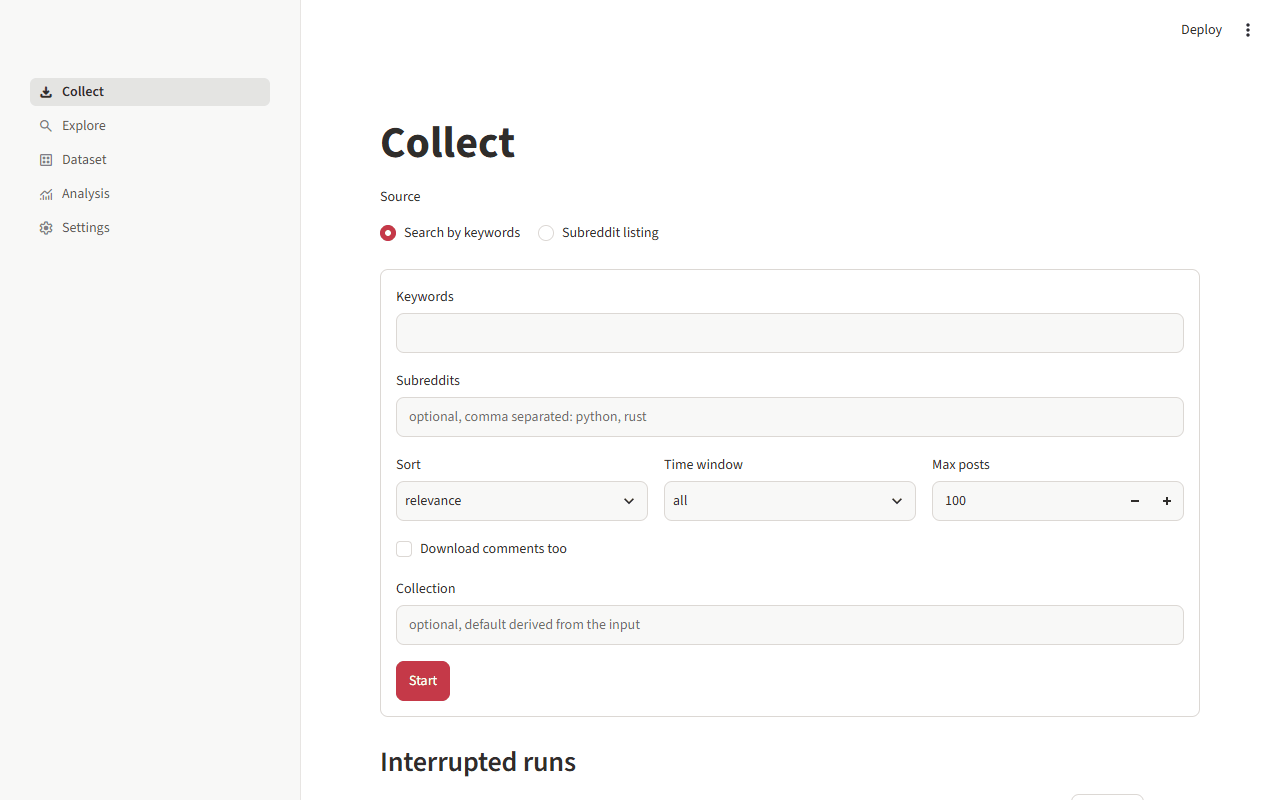 Deploy
Collect
Explore
Dataset
Analysis
Settings
Collect
Source
Search by keywords
Subreddit listing
Keywords
Subreddits
optional, comma separated: python, rust
Sort
Time window
Max posts
relevance
all
100
Download comments too
Collection
optional, default derived from the input
Start
Interrupted runs